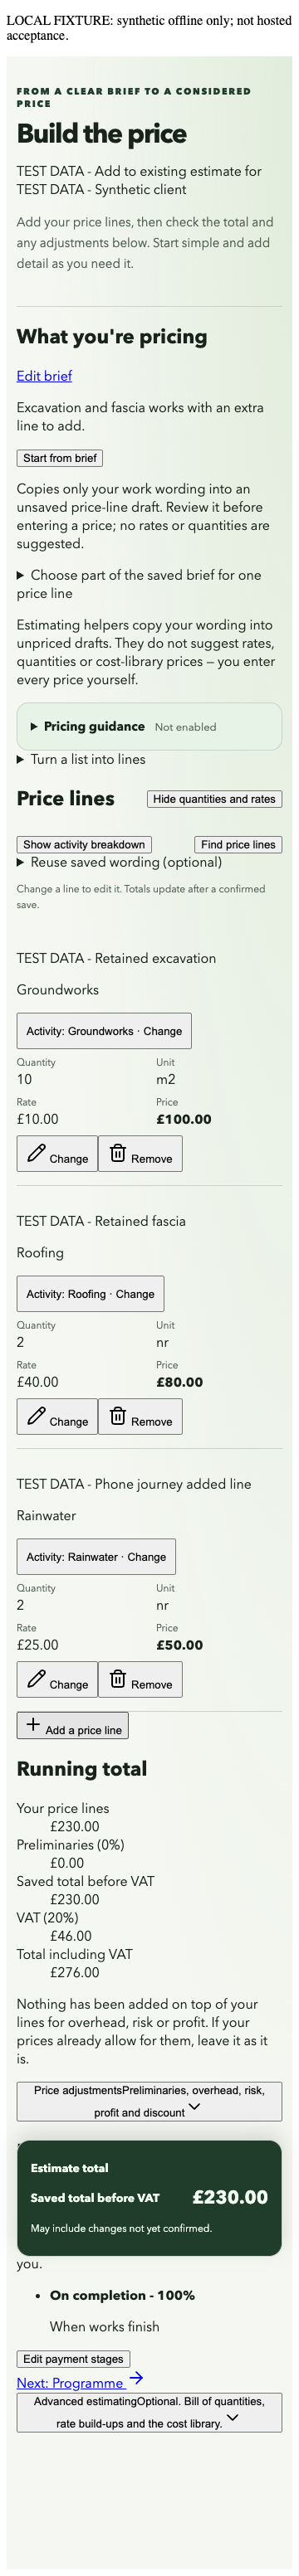 LOCAL FIXTURE: synthetic offline only; not hosted
acceptance.
FROM A CLEAR BRIEF TO A CONSIDERED
PRICE
Build the price
TEST DATA - Add to existing estimate for
TEST DATA - Synthetic client
Add your price lines, then check the total and
any adjustments below. Start simple and add
detail as you need it.
What you're pricing
Edit brief
Excavation and fascia works with an extra
line to add.
Start from brief
Copies only your work wording into an
unsaved price-line draft. Review it before
entering a price; no rates or quantities are
suggested.
Choose part of the saved brief for one
price line
Estimating helpers copy your wording into
unpriced drafts. They do not suggest rates,
quantities or cost-library prices – you enter
every price yourself.
Pricing guidance Not enabled
Turn a list into lines
Price lines Hide quantities and rates
Show activity breakdown Find price lines
Reuse saved wording (optional)
Change a line to edit it. Totals update after a confirmed
save.
TEST DATA - Retained excavation
Groundworks
Activity: Groundworks · Change
Quantity Unit
10 m2
Rate Price
£10.00 £100.00
Change Remove
TEST DATA - Retained fascia
Roofing
Activity: Roofing · Change
Quantity Unit
2 nr
Rate Price
£40.00 £80.00
Change Remove
TEST DATA - Phone journey added line
Rainwater
Activity: Rainwater · Change
Quantity Unit
2 nr
Rate Price
£25.00 £50.00
Change Remove
Add a price line
Running total
Your price lines
£230.00
Preliminaries (0%)
£0.00
Saved total before VAT
£230.00
VAT (20%)
£46.00
Total including VAT
£276.00
Nothing has been added on top of your
lines for overhead, risk or profit. If your
prices already allow for them, leave it as it
is.
Price adjustmentsPreliminaries, overhead, risk,
profit and discount
Estimate total
Saved total before VAT £230.00
May include changes not yet confirmed.
you.
On completion - 100%
When works finish
Edit payment stages
Next: Programme
Advanced estimatingOptional. Bill of quantities,
rate build-ups and the cost library.